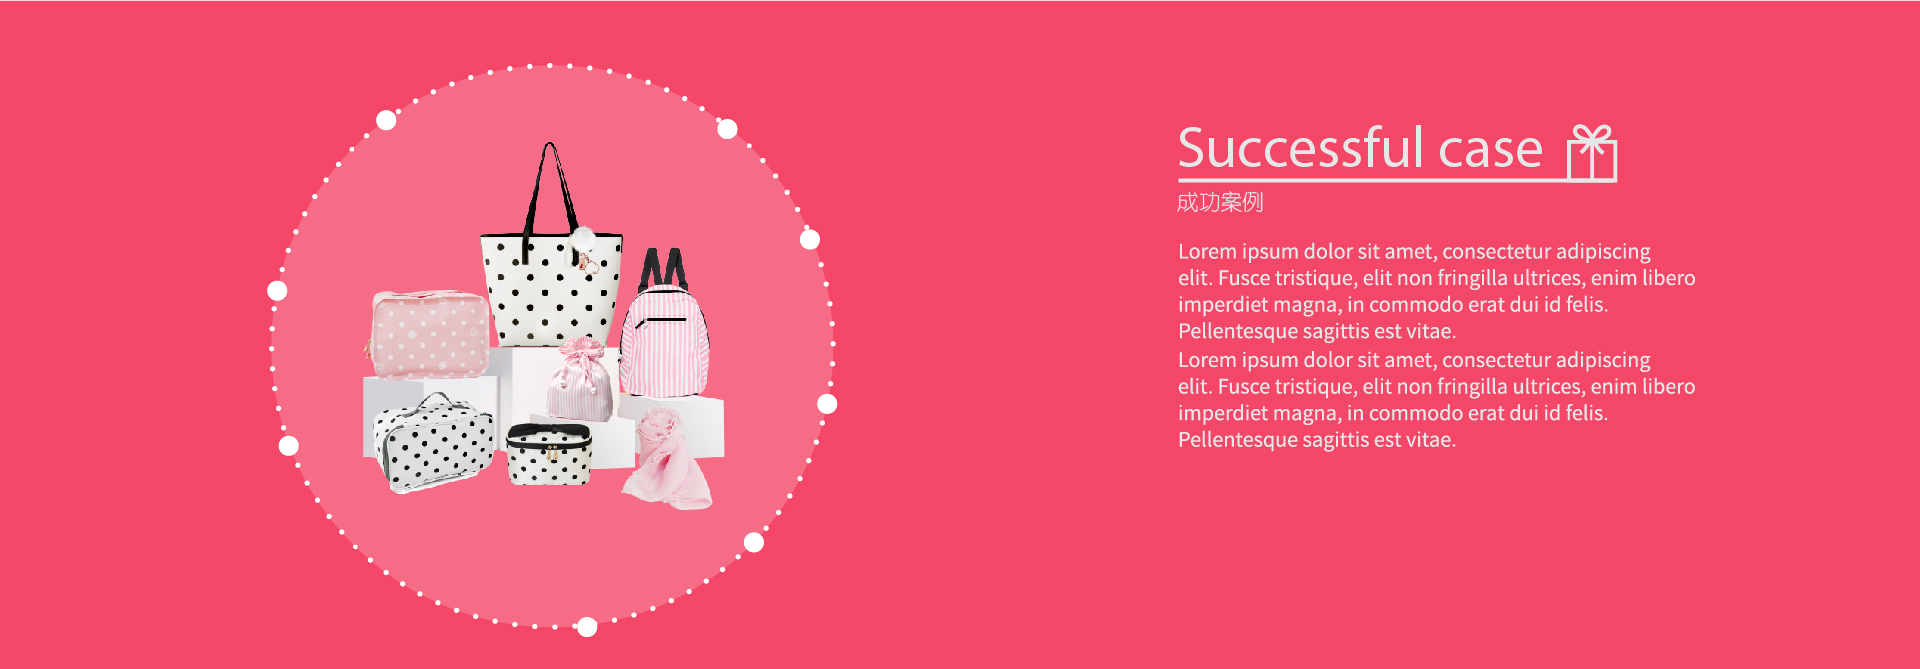 Successful case
成功案例
Lorem ipsum dolor sit amet, consectetur adipiscing
elit. Fusce tristique, elit non fringilla ultrices, enim libero
imperdiet magna, in commodo erat dui id felis.
Pellentesque sagittis est vitae.
Lorem ipsum dolor sit amet, consectetur adipiscing
elit. Fusce tristique, elit non fringilla ultrices, enim libero
imperdiet magna, in commodo erat dui id felis.
Pellentesque sagittis est vitae.